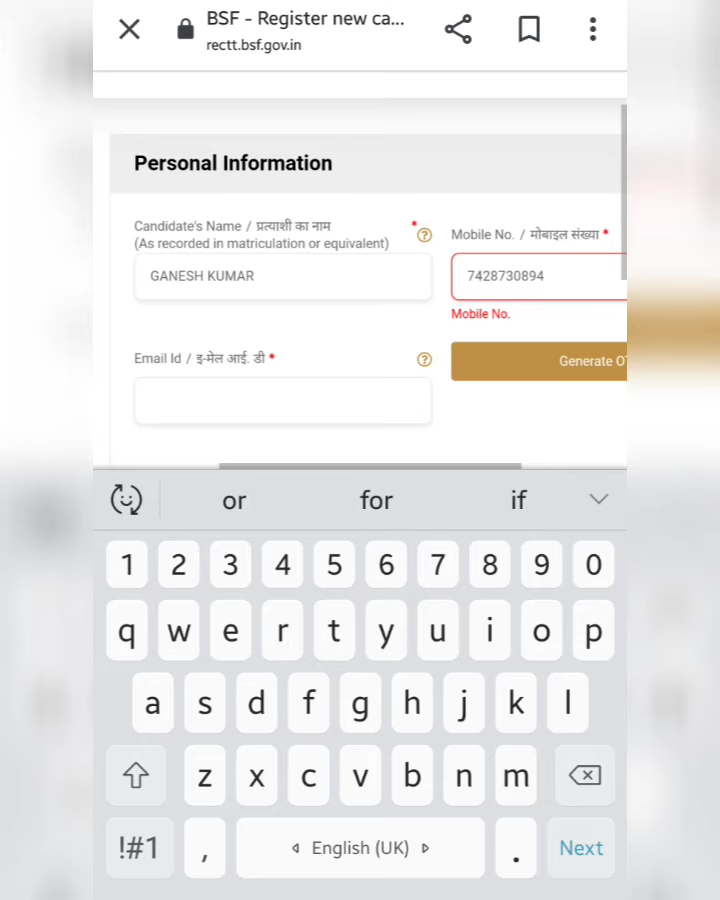 BSF - Register new ca...
rectt.bsf.gov.in
Personal Information
Candidate's Name / प्रत्याशी का नाम *
(As recorded in matriculation or equivalent)
Mobile No. / मोबाइल संख्या *
GANESH KUMAR
7428730894
Mobile No.
Email Id / इ-मेल आई. डी *
Generate O
or for if
1 2 3 4 5 6 7 8 9 0
q w e r t y u i o p
a s d f g h j k l
z x c v b n m
!#1 , English (UK) . Next